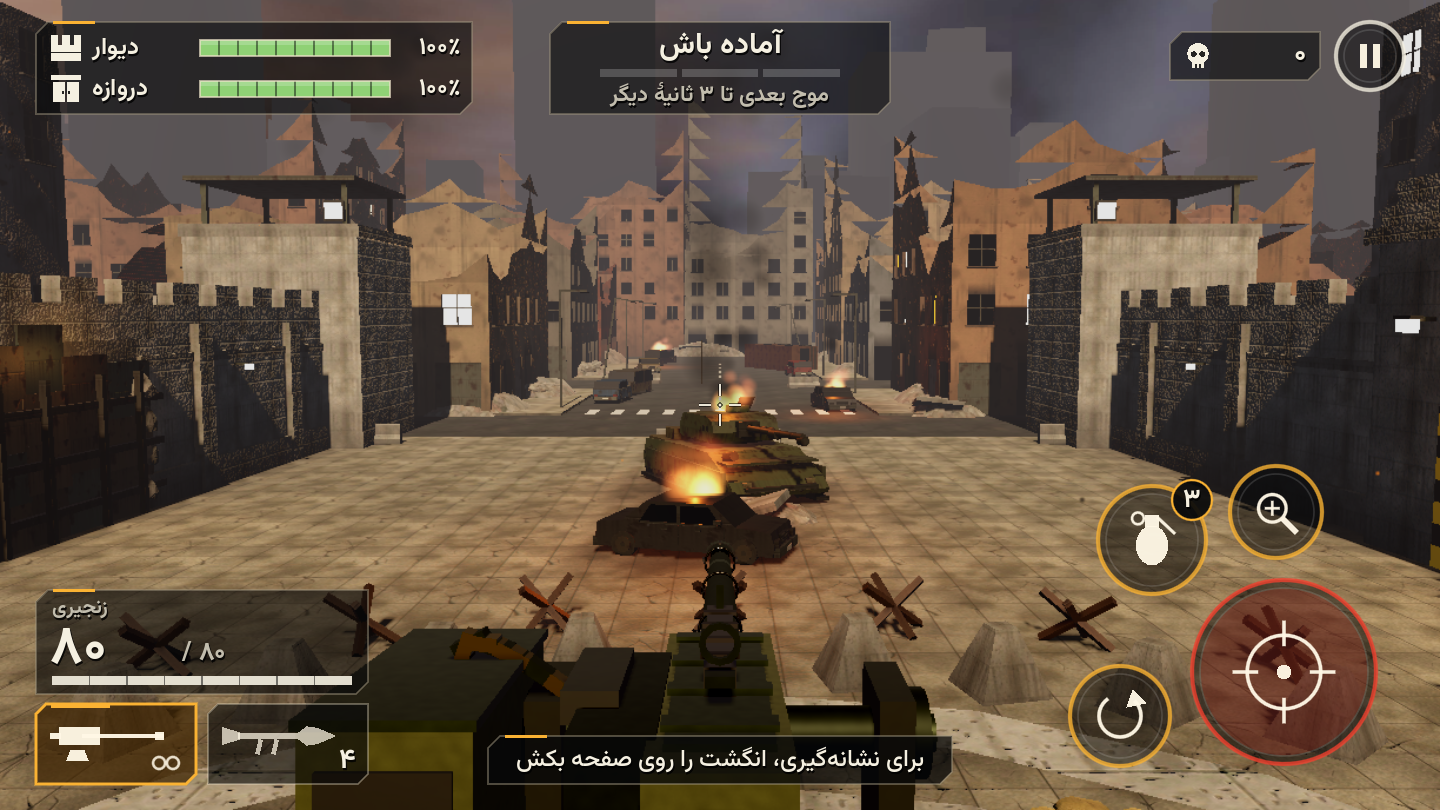 دیوار ۱۰۰٪
دروازه ۱۰۰٪
آماده باش
موج بعدی تا ۳ ثانیهٔ دیگر
۰
۳
زنجیری
۸۰ / ۸۰
∞
۴
برای نشانه‌گیری، انگشت را روی صفحه بکش